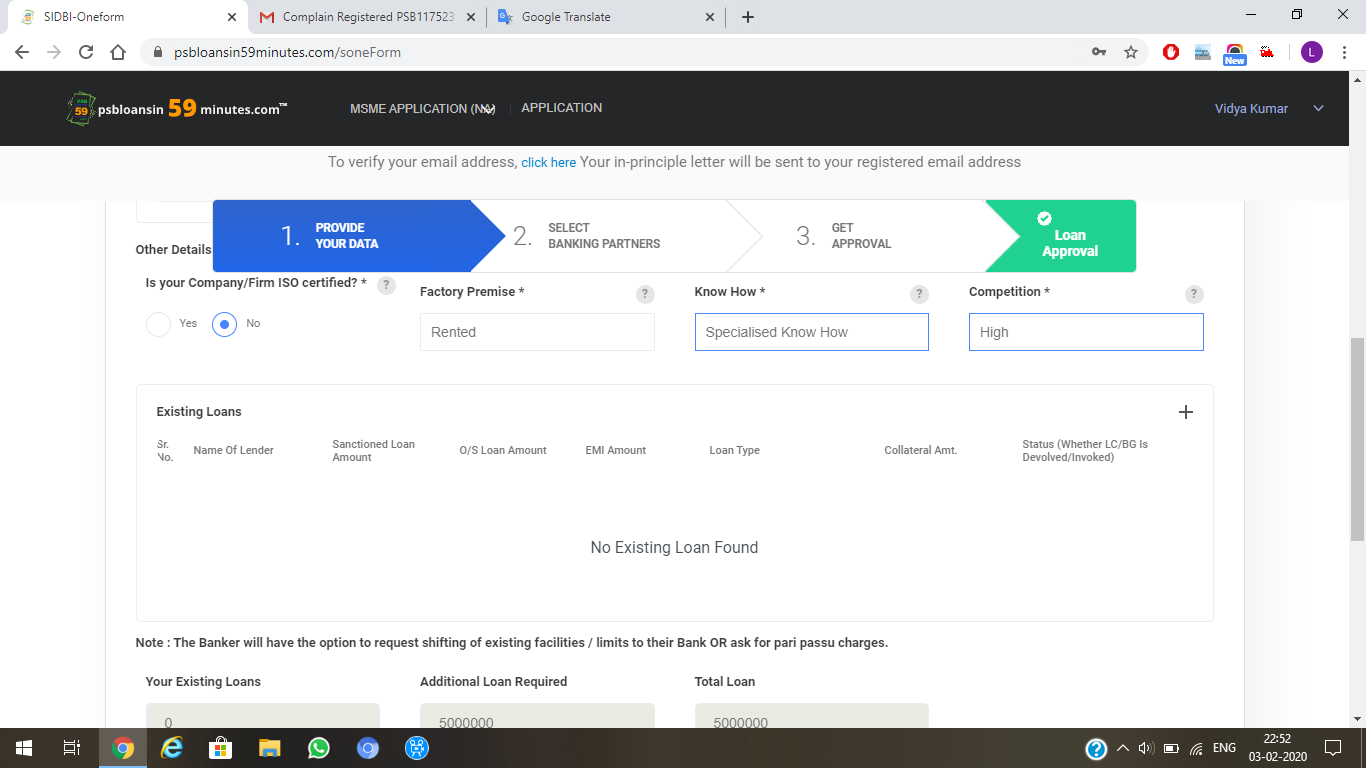 SIDBI-Oneform
Complain Registered PSB117523
Google Translate
psbloansin59minutes.com/soneForm
New
L
PSB
59
psbloansin 59 minutes.com™
MSME APPLICATION
APPLICATION
Vidya Kumar
To verify your email address, click here Your in-principle letter will be sent to your registered email address
1. PROVIDE
YOUR DATA
2. SELECT
BANKING PARTNERS
3. GET
APPROVAL
Loan
Approval
Other Details
Is your Company/Firm ISO certified? * ?
Yes
No
Factory Premise * ?
Rented
Know How * ?
Specialised Know How
Competition * ?
High
Existing Loans +
Sr.
No.
Name Of Lender
Sanctioned Loan
Amount
O/S Loan Amount
EMI Amount
Loan Type
Collateral Amt.
Status (Whether LC/BG Is
Devolved/Invoked)
No Existing Loan Found
Note : The Banker will have the option to request shifting of existing facilities / limits to their Bank OR ask for pari passu charges.
Your Existing Loans
0
Additional Loan Required
5000000
Total Loan
5000000
ENG
22:52
03-02-2020